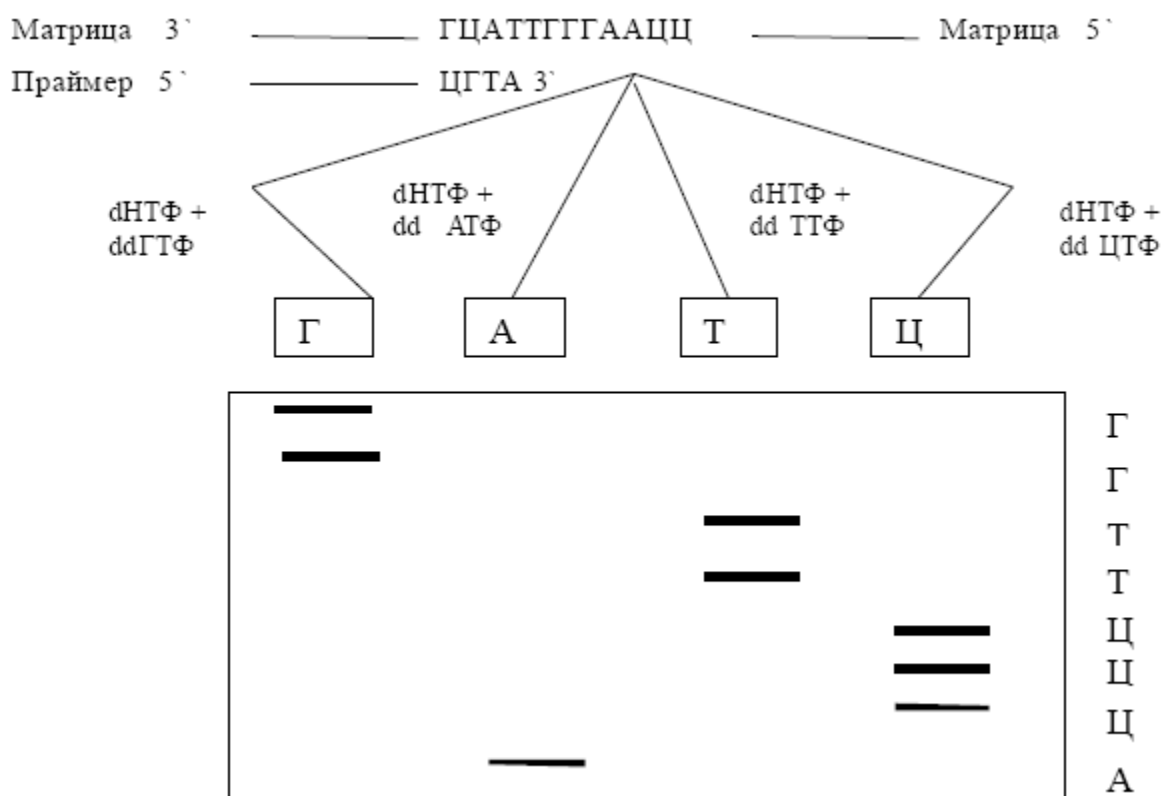 Матрица 3` ГЦАТТГГГААЦЦ Матрица 5`
Праймер 5` ЦГТА 3`
dНТФ +
ddГТФ
dНТФ +
dd АТФ
dНТФ +
dd ТТФ
dНТФ +
dd ЦТФ
Г А Т Ц
Г
Г
Т
Т
Ц
Ц
Ц
А